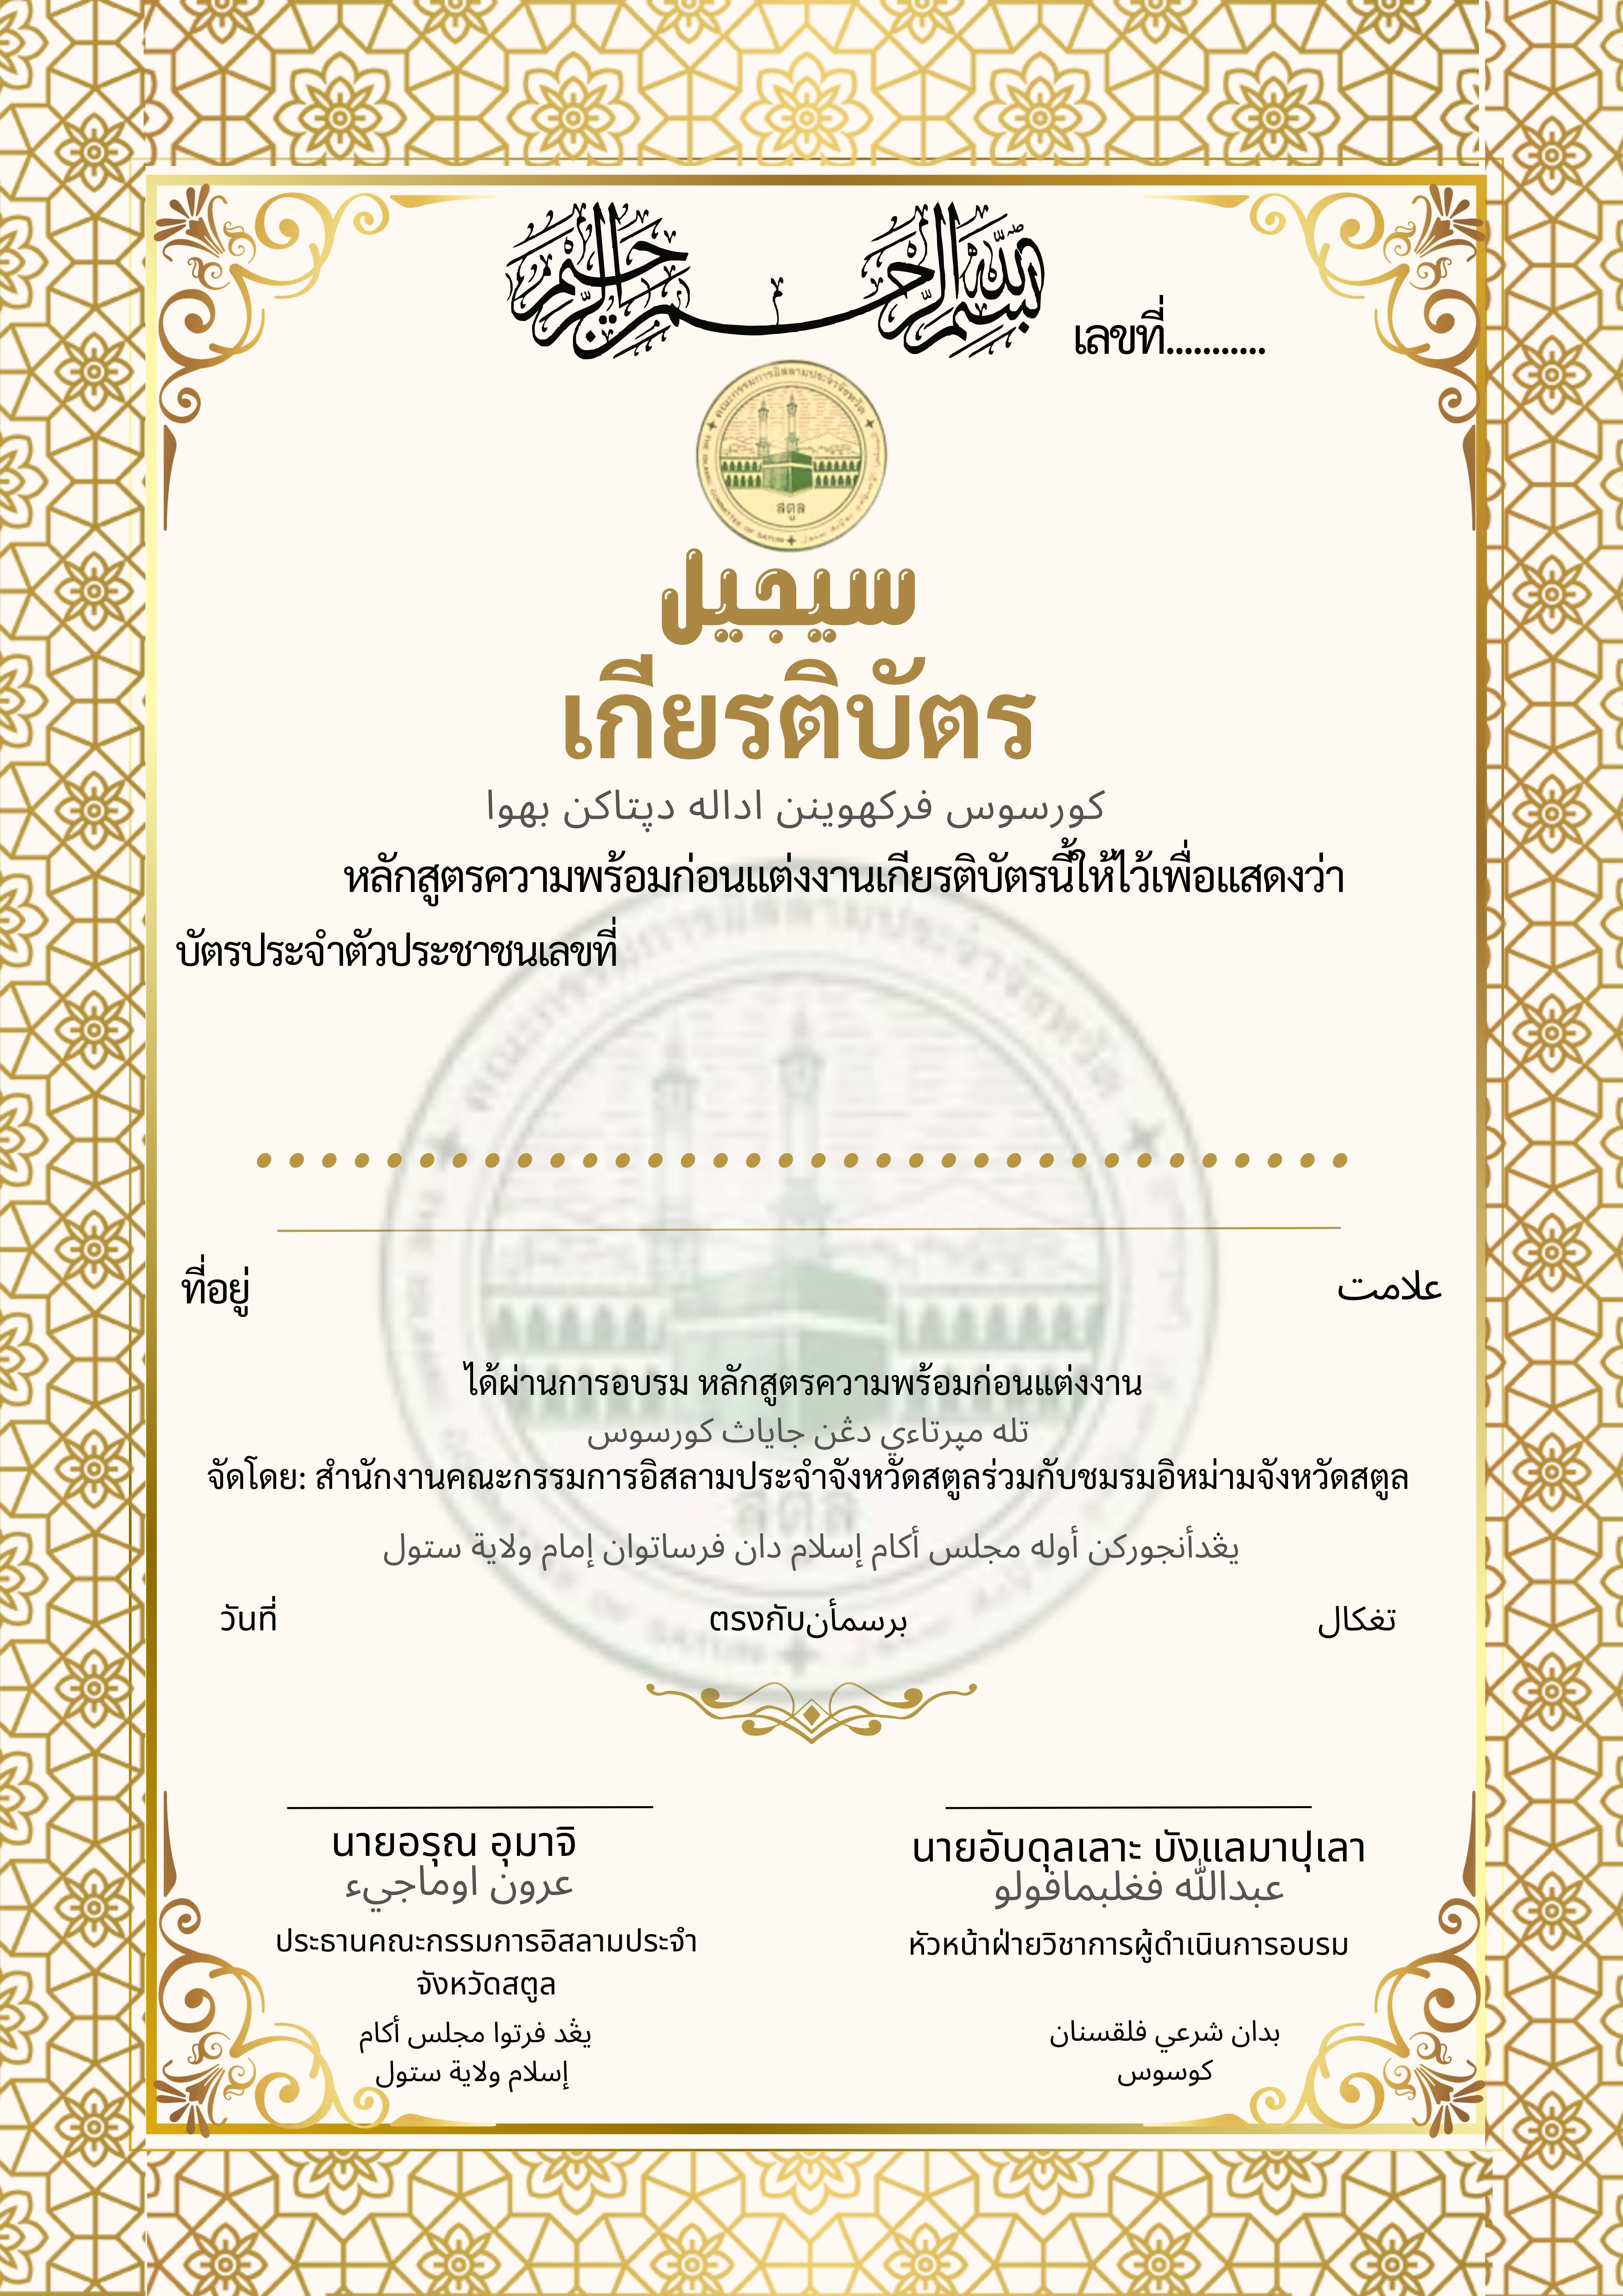 بسم الله الرحمن الرحيم
เลขที่...........
คณะกรรมการอิสลามประจำจังหวัด
THE ISLAMIC COMMITTEE OF SATUN
สตูล
سيجيل
เกียรติบัตร
كورسوس فركهوينن اداله دڽتاكن بهوا
หลักสูตรความพร้อมก่อนแต่งงานเกียรติบัตรนี้ให้ไว้เพื่อแสดงว่า
บัตรประจำตัวประชาชนเลขที่
ที่อยู่ علامت
ได้ผ่านการอบรม หลักสูตรความพร้อมก่อนแต่งงาน
تله مڽرتاءي دڠن جاياث كورسوس
จัดโดย: สำนักงานคณะกรรมการอิสลามประจำจังหวัดสตูลร่วมกับชมรมอิหม่ามจังหวัดสตูล
يڠدأنجوركن أوله مجلس أكام إسلام دان فرساتوان إمام ولاية ستول
วันที่ ตรงกับبرسمأن تغكال
นายอรุณ อุมาจิ
عرون اوماجيء
ประธานคณะกรรมการอิสลามประจำ
จังหวัดสตูล
يڠد فرتوا مجلس أكام
إسلام ولاية ستول
นายอับดุลเลาะ บังแลมาปุเลา
عبدالله فغلبمافولو
หัวหน้าฝ่ายวิชาการผู้ดำเนินการอบรม
بدان شرعي فلقسنان
كوسوس